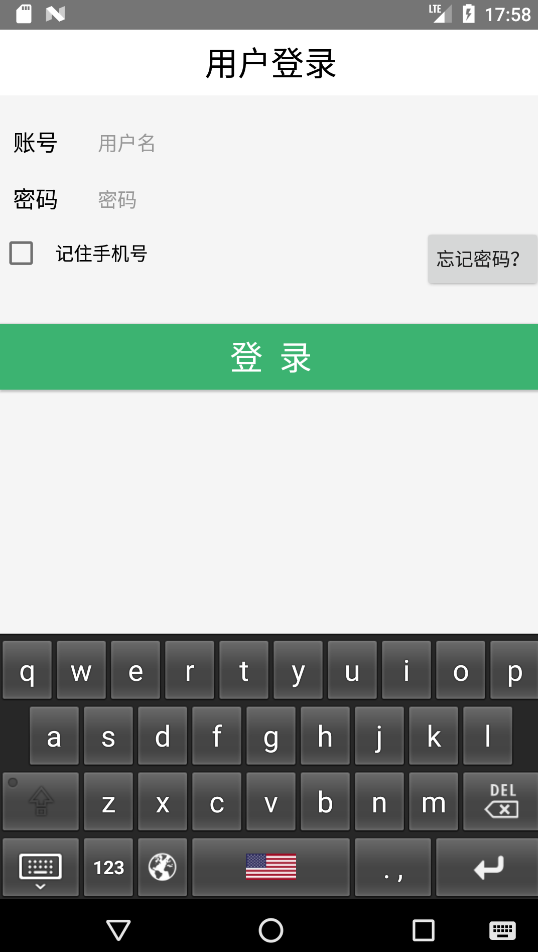 LTE 17:58
用户登录
账号 用户名
密码 密码
记住手机号 忘记密码？
登 录
q w e r t y u i o p
a s d f g h j k l
z x c v b n m DEL
123 . ,